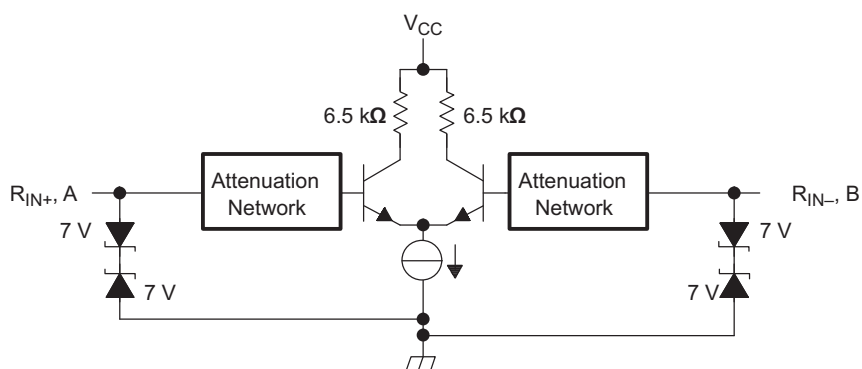 V_CC
6.5 kΩ 6.5 kΩ
R_IN+, A
Attenuation
Network
Attenuation
Network
R_IN–, B
7 V
7 V
7 V
7 V